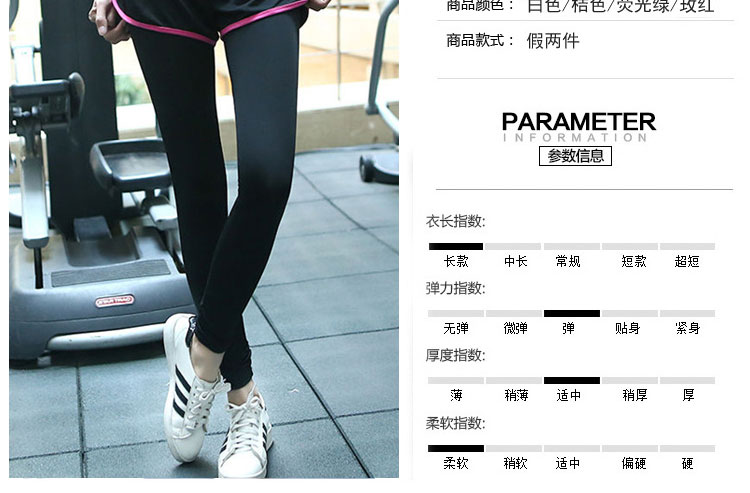 商品颜色： 白色/桔色/荧光绿/玫红
商品款式： 假两件
PARAMETER
INFORMATION
参数信息
衣长指数:
长款 中长 常规 短款 超短
弹力指数:
无弹 微弹 弹 贴身 紧身
厚度指数:
薄 稍薄 适中 稍厚 厚
柔软指数:
柔软 稍软 适中 偏硬 硬